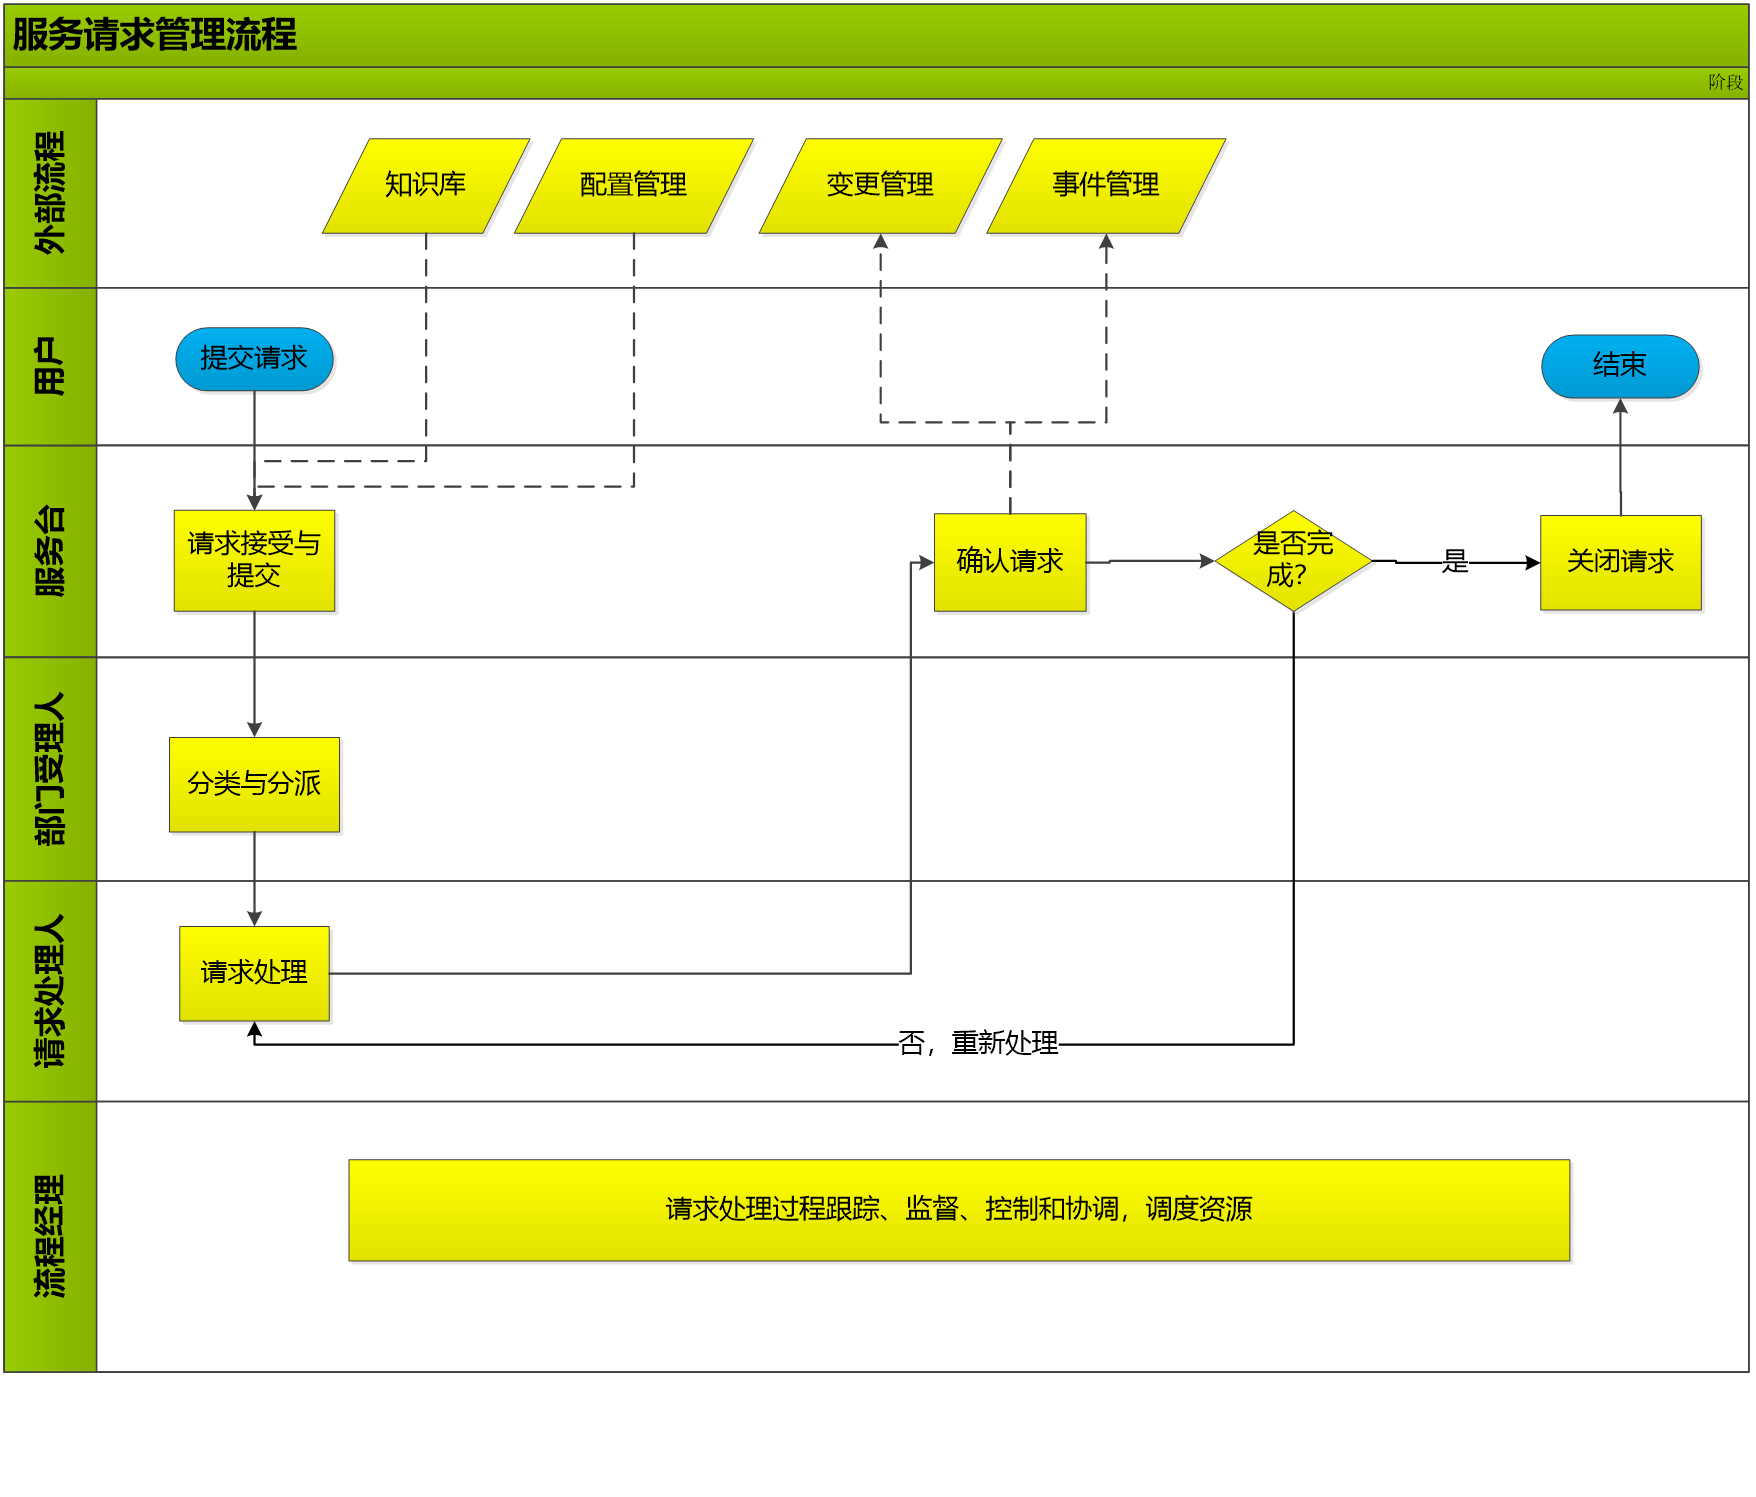 服务请求管理流程
阶段
外部流程
知识库
配置管理
变更管理
事件管理
用户
提交请求
结束
服务台
请求接受与
提交
确认请求
是否完
成？
是
关闭请求
部门受理人
分类与分派
请求处理人
请求处理
否，重新处理
流程经理
请求处理过程跟踪、监督、控制和协调，调度资源